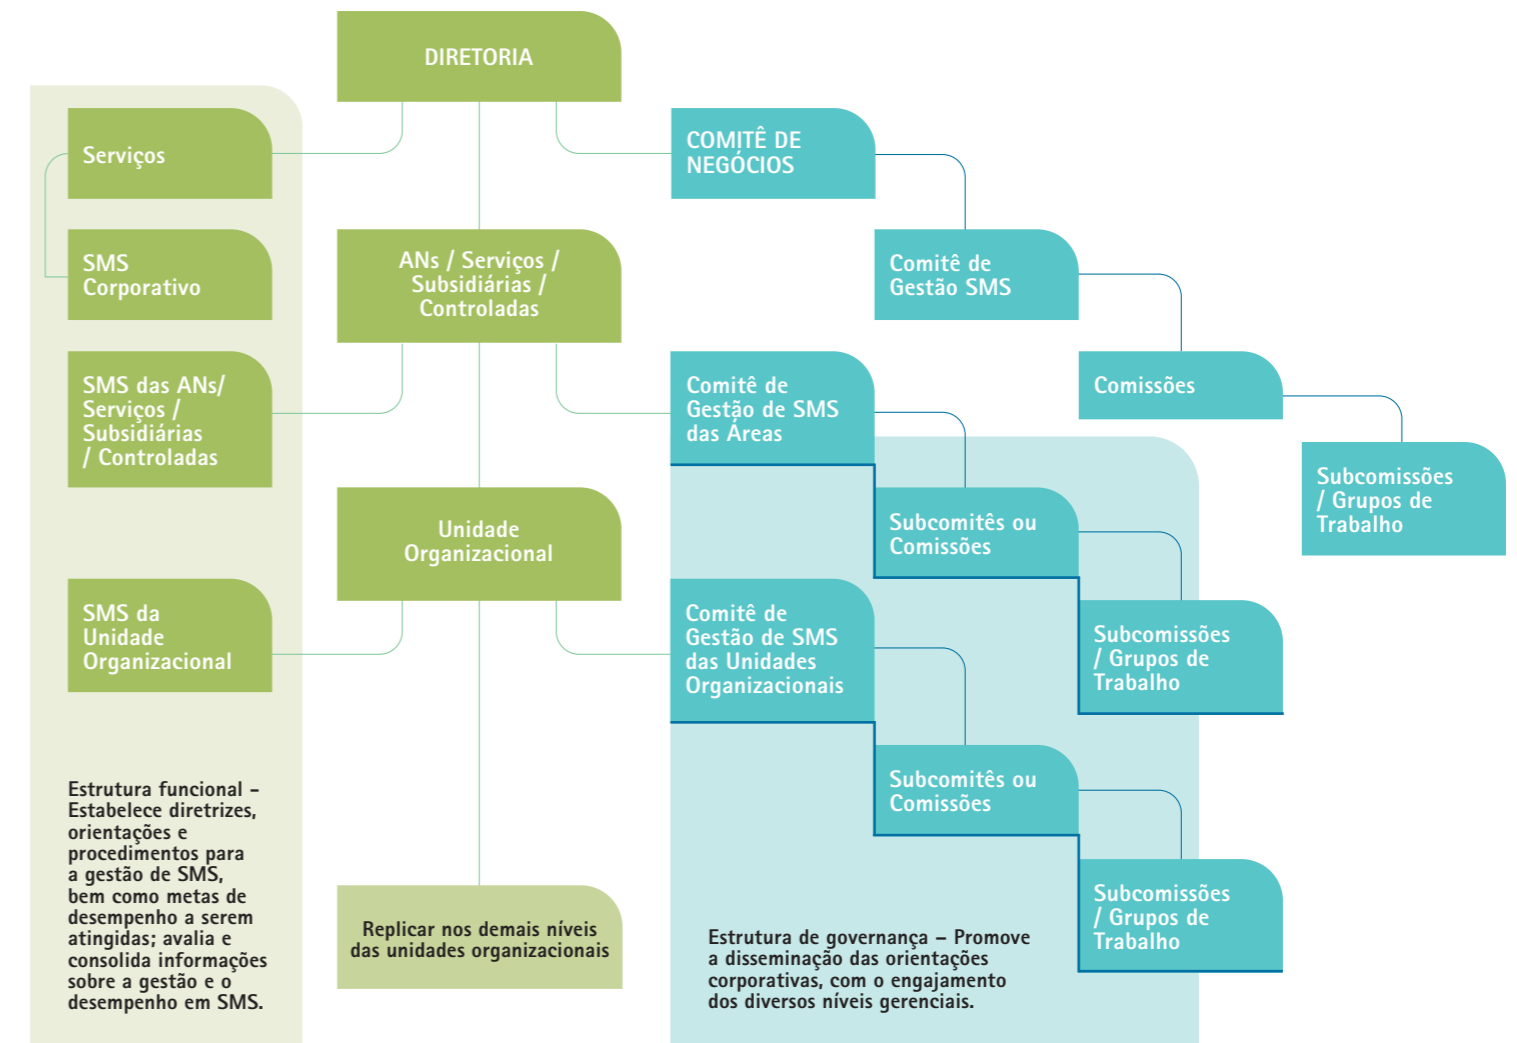 DIRETORIA
Serviços
COMITÊ DE
NEGÓCIOS
SMS
Corporativo
ANs / Serviços /
Subsidiárias /
Controladas
Comitê de
Gestão SMS
SMS das ANs/
Serviços /
Subsidiárias
/ Controladas
Comitê de
Gestão de SMS
das Áreas
Comissões
Subcomissões
/ Grupos de
Trabalho
Unidade
Organizacional
Subcomitês ou
Comissões
SMS da
Unidade
Organizacional
Comitê de
Gestão de SMS
das Unidades
Organizacionais
Subcomissões
/ Grupos de
Trabalho
Subcomitês ou
Comissões
Subcomissões
/ Grupos de
Trabalho
Estrutura funcional –
Estabelece diretrizes,
orientações e
procedimentos para
a gestão de SMS,
bem como metas de
desempenho a serem
atingidas; avalia e
consolida informações
sobre a gestão e o
desempenho em SMS.
Replicar nos demais níveis
das unidades organizacionais
Estrutura de governança – Promove
a disseminação das orientações
corporativas, com o engajamento
dos diversos níveis gerenciais.